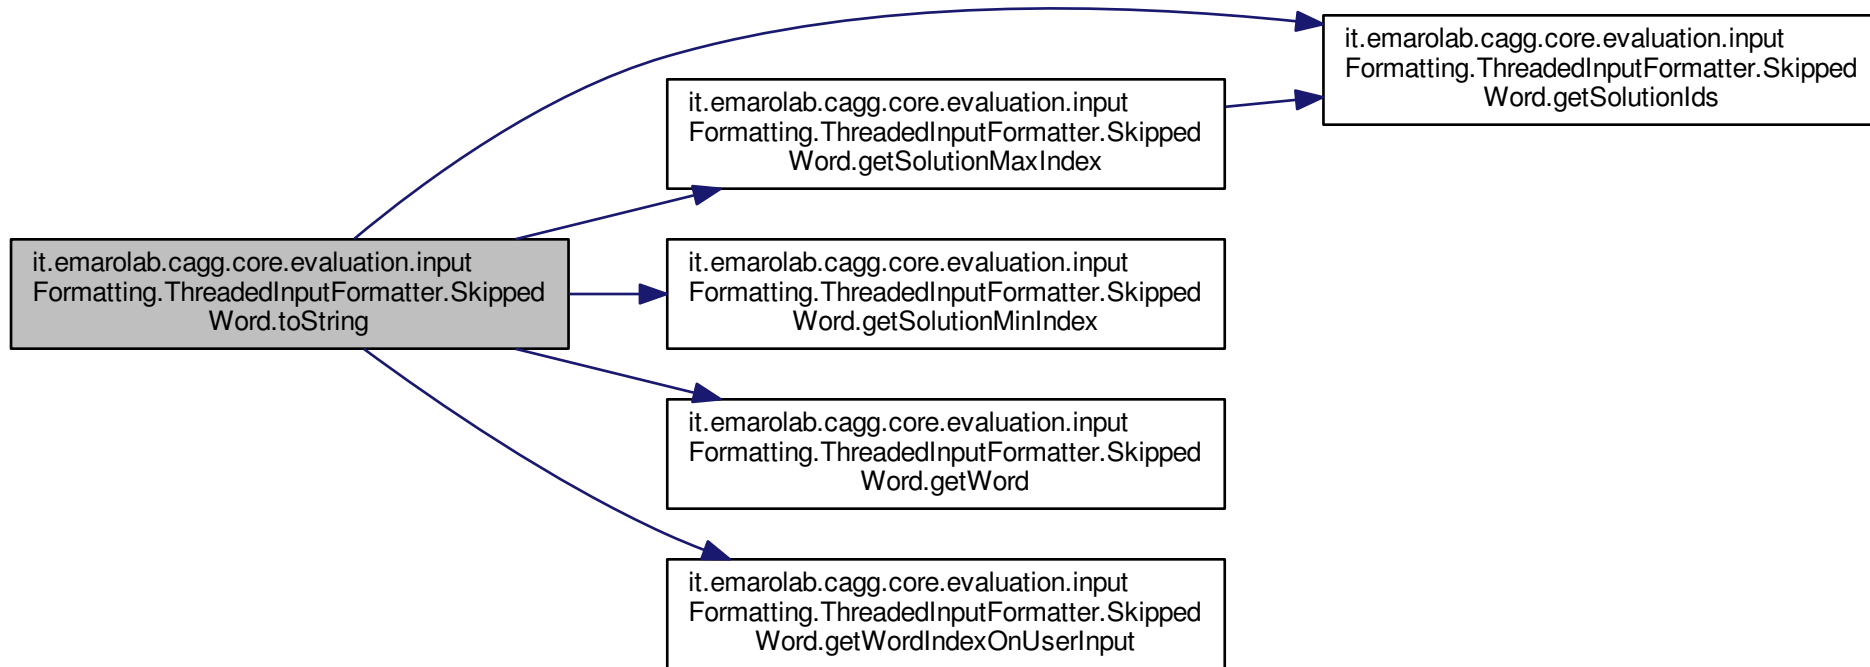 it.emarolab.cagg.core.evaluation.input
Formatting.ThreadedInputFormatter.Skipped
Word.toString
it.emarolab.cagg.core.evaluation.input
Formatting.ThreadedInputFormatter.Skipped
Word.getSolutionMaxIndex
it.emarolab.cagg.core.evaluation.input
Formatting.ThreadedInputFormatter.Skipped
Word.getSolutionIds
it.emarolab.cagg.core.evaluation.input
Formatting.ThreadedInputFormatter.Skipped
Word.getSolutionMinIndex
it.emarolab.cagg.core.evaluation.input
Formatting.ThreadedInputFormatter.Skipped
Word.getWord
it.emarolab.cagg.core.evaluation.input
Formatting.ThreadedInputFormatter.Skipped
Word.getWordIndexOnUserInput